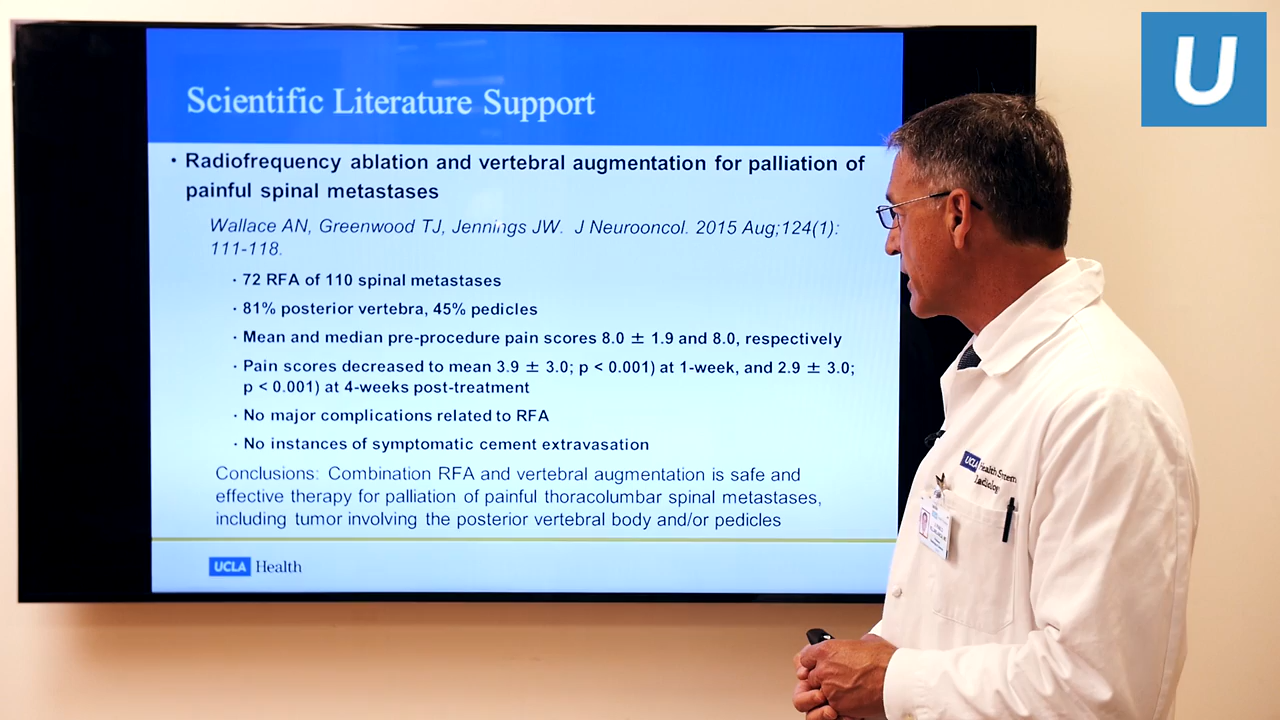 U
Scientific Literature Support
• Radiofrequency ablation and vertebral augmentation for palliation of
painful spinal metastases
Wallace AN, Greenwood TJ, Jennings JW. J Neurooncol. 2015 Aug;124(1):
111-118.
· 72 RFA of 110 spinal metastases
· 81% posterior vertebra, 45% pedicles
· Mean and median pre-procedure pain scores 8.0 ± 1.9 and 8.0, respectively
· Pain scores decreased to mean 3.9 ± 3.0; p < 0.001) at 1-week, and 2.9 ± 3.0;
p < 0.001) at 4-weeks post-treatment
· No major complications related to RFA
· No instances of symptomatic cement extravasation
Conclusions: Combination RFA and vertebral augmentation is safe and
effective therapy for palliation of painful thoracolumbar spinal metastases,
including tumor involving the posterior vertebral body and/or pedicles
UCLA Health
UCLA Health System
Radiology